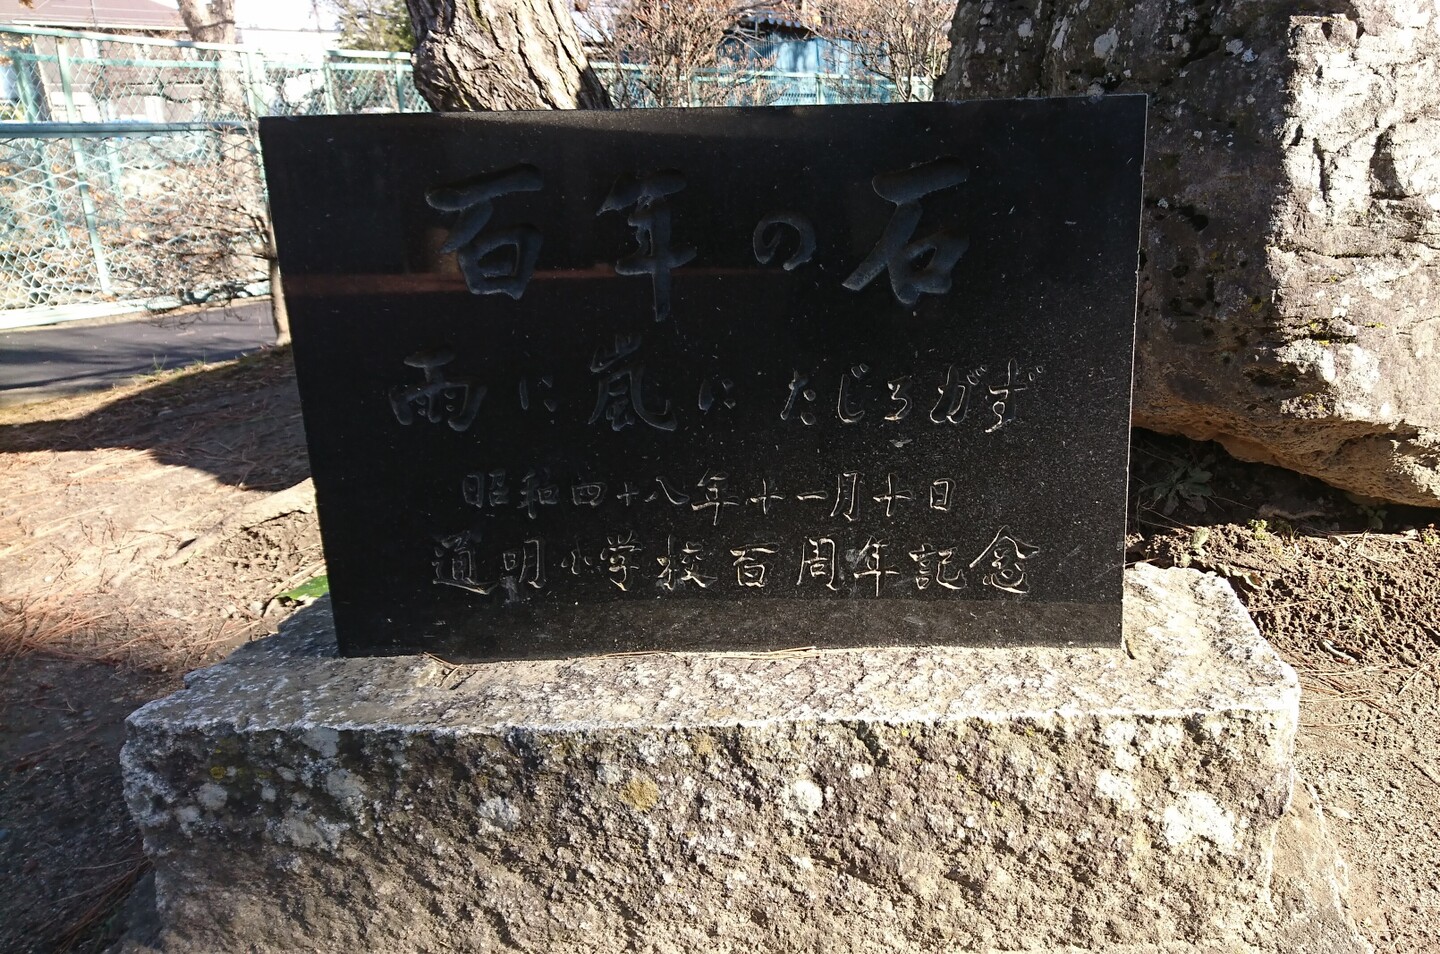 百年の石
雨に嵐にたじろがず
昭和四十八年十一月十日
道明小学校百周年記念